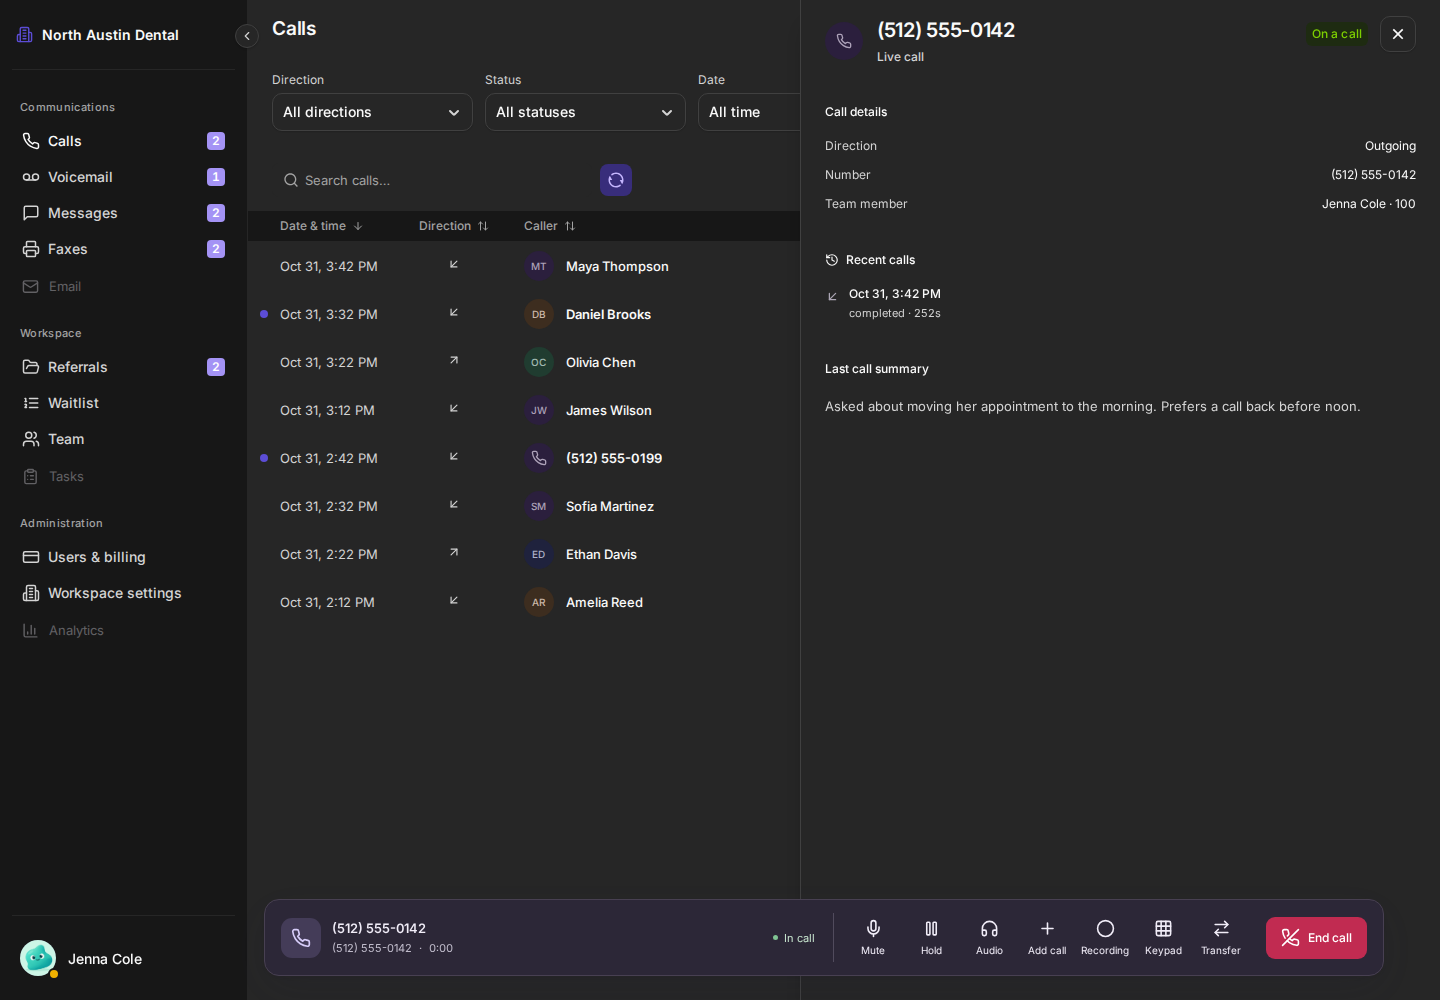 North Austin Dental
Communications
Calls 2
Voicemail 1
Messages 2
Faxes 2
Email
Workspace
Referrals 2
Waitlist
Team
Tasks
Administration
Users & billing
Workspace settings
Analytics
Jenna Cole
Calls
Direction Status Date
All directions All statuses All time
Search calls...
Date & time Direction Caller
Oct 31, 3:42 PM MT Maya Thompson
Oct 31, 3:32 PM DB Daniel Brooks
Oct 31, 3:22 PM OC Olivia Chen
Oct 31, 3:12 PM JW James Wilson
Oct 31, 2:42 PM (512) 555-0199
Oct 31, 2:32 PM SM Sofia Martinez
Oct 31, 2:22 PM ED Ethan Davis
Oct 31, 2:12 PM AR Amelia Reed
(512) 555-0142
Live call
On a call
Call details
Direction Outgoing
Number (512) 555-0142
Team member Jenna Cole · 100
Recent calls
Oct 31, 3:42 PM
completed · 252s
Last call summary
Asked about moving her appointment to the morning. Prefers a call back before noon.
(512) 555-0142
(512) 555-0142 · 0:00
In call
Mute Hold Audio Add call Recording Keypad Transfer
End call